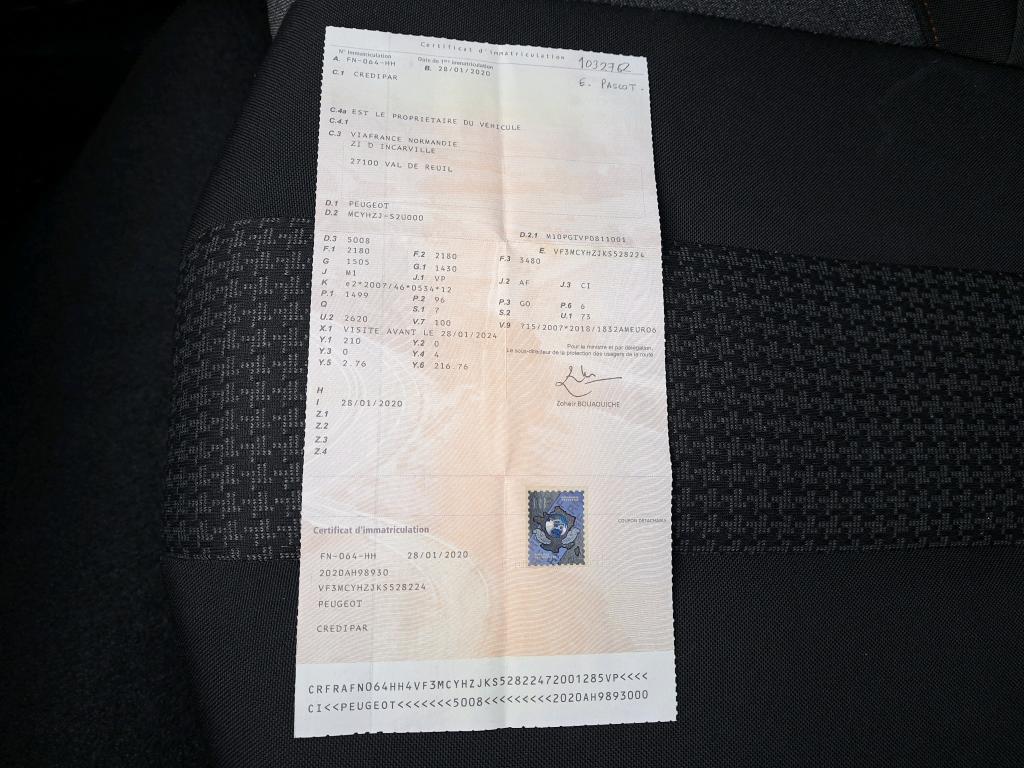 Certificat d'immatriculation
N° Immatriculation Date de 1ère immatriculation 1032762
A. FN-064-HH B. 28/01/2020
E. PASCOT.
C.1 CREDIPAR
C.4a EST LE PROPRIETAIRE DU VEHICULE
C.4.1
C.3 VIAFRANCE NORMANDIE
ZI D INCARVILLE
27100 VAL DE REUIL
D.1 PEUGEOT
D.2 MCYHZJ-S2U000
D.2.1 M10PGTVP0811001
D.3 5008 E. VF3MCYHZJKS528224
F.1 2180 F.2 2180 F.3 3480
G 1505 G.1 1430
J M1 J.1 VP J.2 AF J.3 CI
K e2*2007/46*0534*12
P.1 1499 P.2 96 P.3 GO P.6 6
Q S.1 7 S.2 U.1 73
U.2 2620 V.7 100 V.9 715/2007*2018/1832AMEURO6
X.1 VISITE AVANT LE 28/01/2024
Y.1 210 Y.2 0
Y.3 0 Y.4 4
Y.5 2.76 Y.6 216.76
Pour le ministre et par délégation,
Le sous-directeur de la protection des usagers de la route
Zoheir BOUAOUICHE
H
I 28/01/2020
Z.1
Z.2
Z.3
Z.4
COUPON DÉTACHABLE
Certificat d'immatriculation
FN-064-HH 28/01/2020
2020AH98930
VF3MCYHZJKS528224
PEUGEOT
CREDIPAR
CRFRAFN064HH4VF3MCYHZJKS52822472001285VP<<<<
CI<<PEUGEOT<<<<<<<5008<<<<<<<<<2020AH9893000